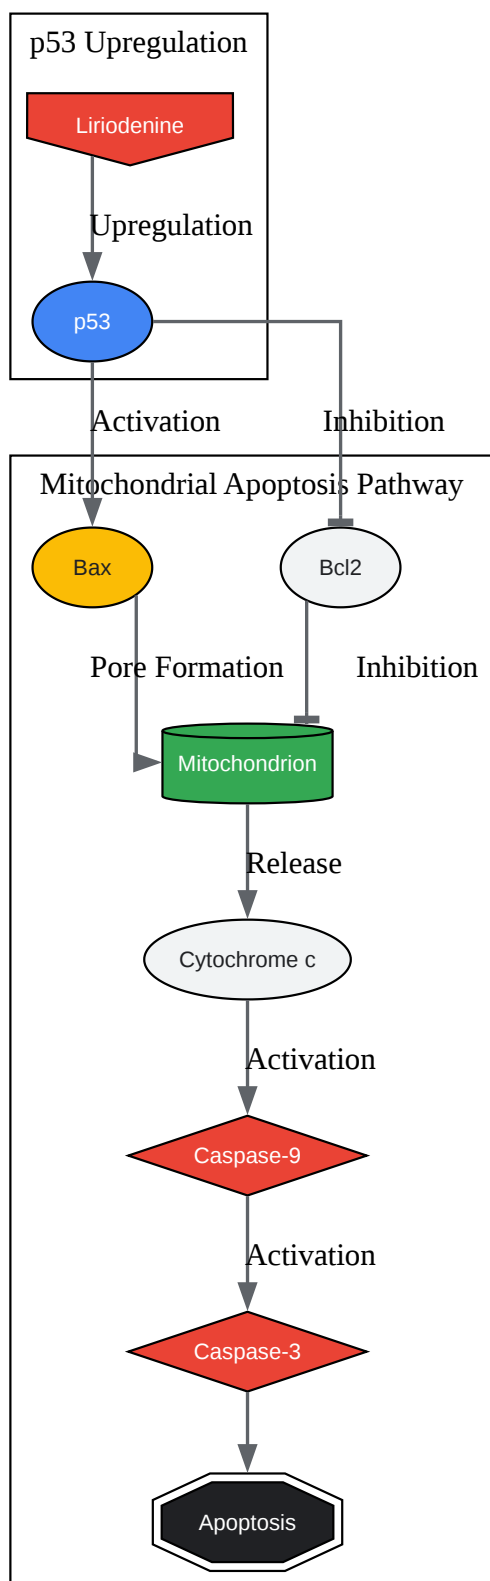 p53 Upregulation
Liriodenine
Upregulation
p53
Activation
Inhibition
Mitochondrial Apoptosis Pathway
Bax
Bcl2
Pore Formation
Inhibition
Mitochondrion
Release
Cytochrome c
Activation
Caspase-9
Activation
Caspase-3
Apoptosis